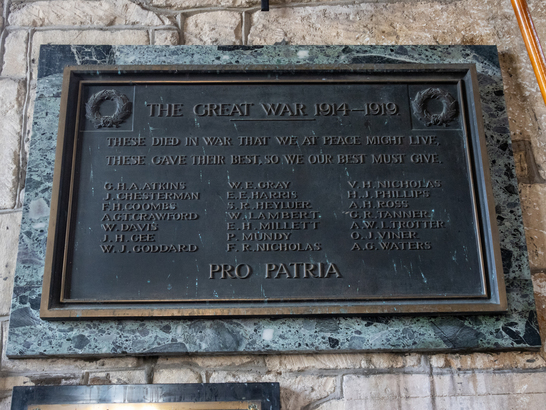 THE GREAT WAR 1914-1919
THESE DIED IN WAR THAT WE, AT PEACE MIGHT LIVE,
THESE GAVE THEIR BEST, SO WE OUR BEST MUST GIVE.
G.H.A. ATKINS W.E. GRAY V.H. NICHOLAS
J. CHESTERMAN E.E. HARRIS H.J. PHILLIPS
F.H. COOMBS S.E. HEYLDER A.H. ROSS
A.G.T. CRAWFORD W. LAMBERT G.R. TANNER
W. DAVIS E.H. MILLETT A.W.L. TROTTER
J.H. GEE P. MUNDY O.J. VINER
W.J. GODDARD F.R. NICHOLAS A.G. WATERS
PRO PATRIA